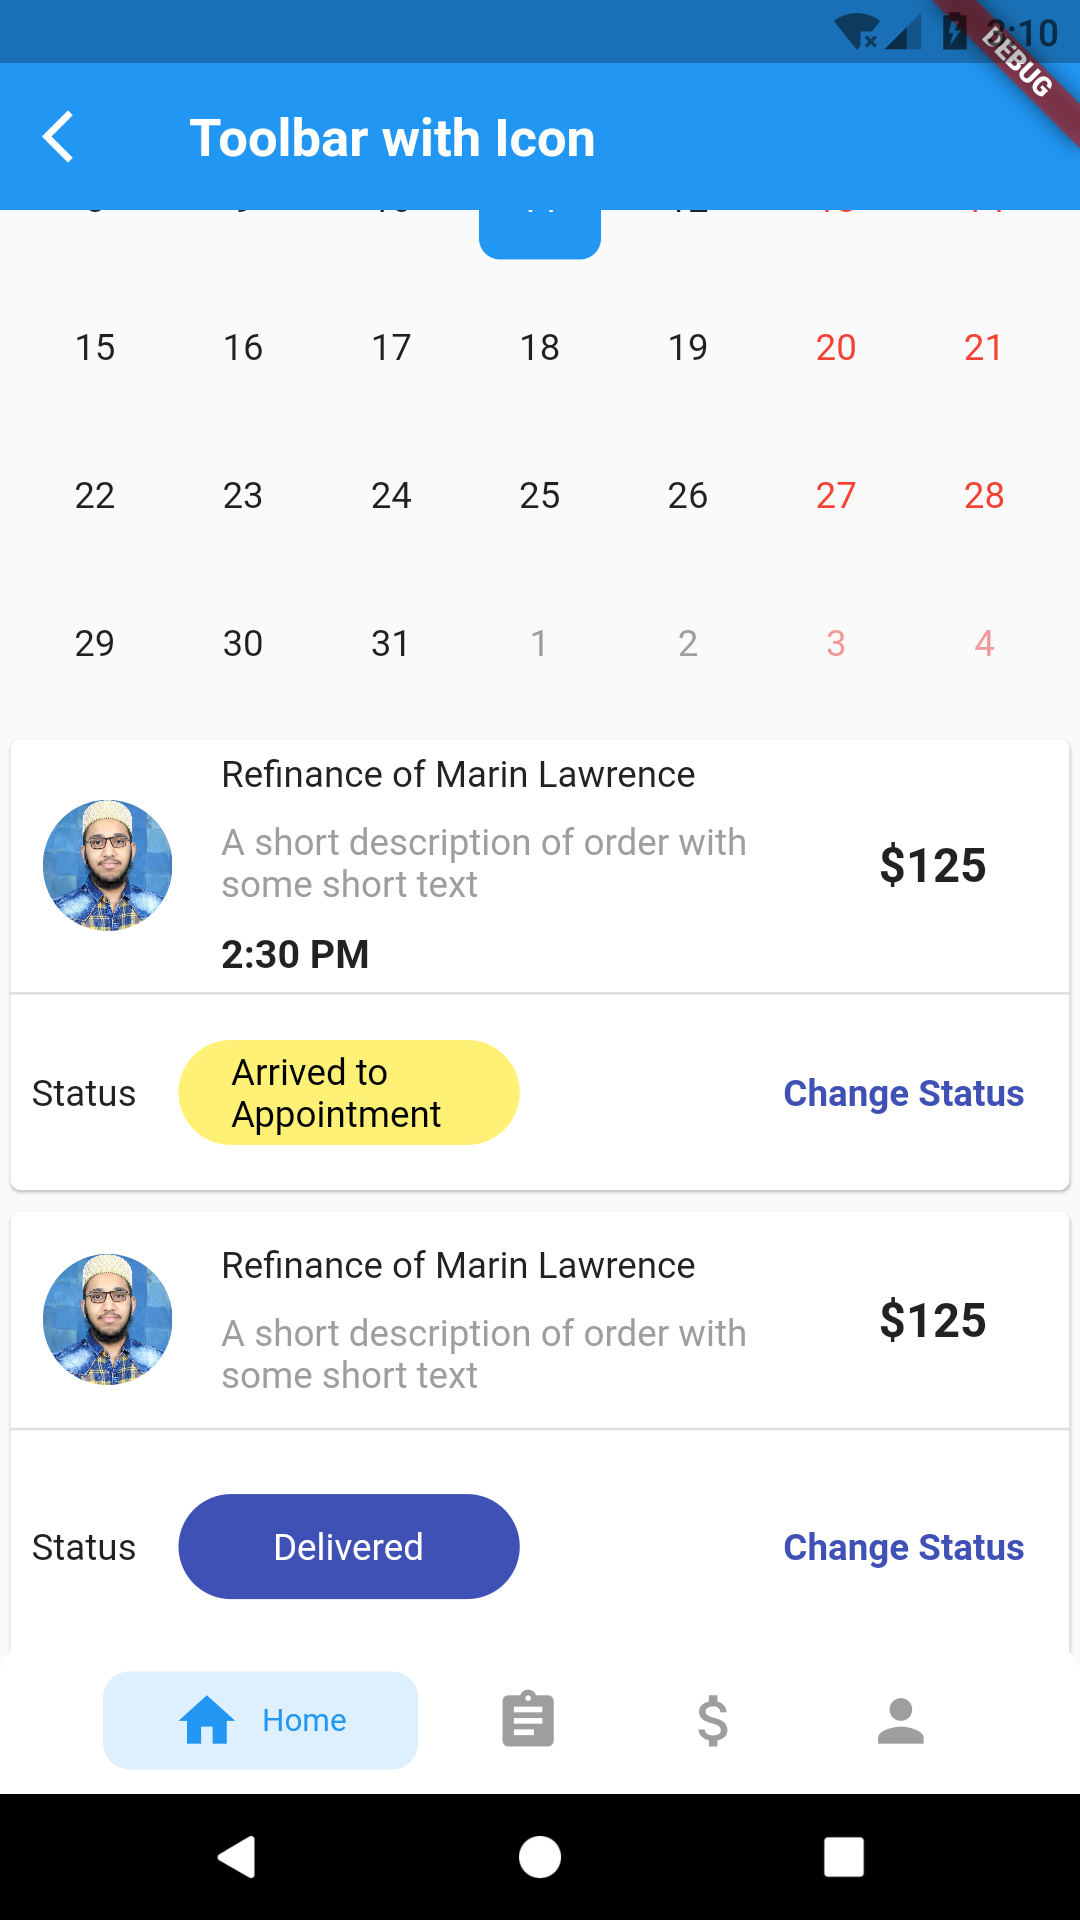 DEBUG
Toolbar with Icon
15 16 17 18 19 20 21
22 23 24 25 26 27 28
29 30 31 1 2 3 4
Refinance of Marin Lawrence
A short description of order with
some short text
$125
2:30 PM
Status
Arrived to
Appointment
Change Status
Refinance of Marin Lawrence
A short description of order with
some short text
$125
Status
Delivered
Change Status
Home